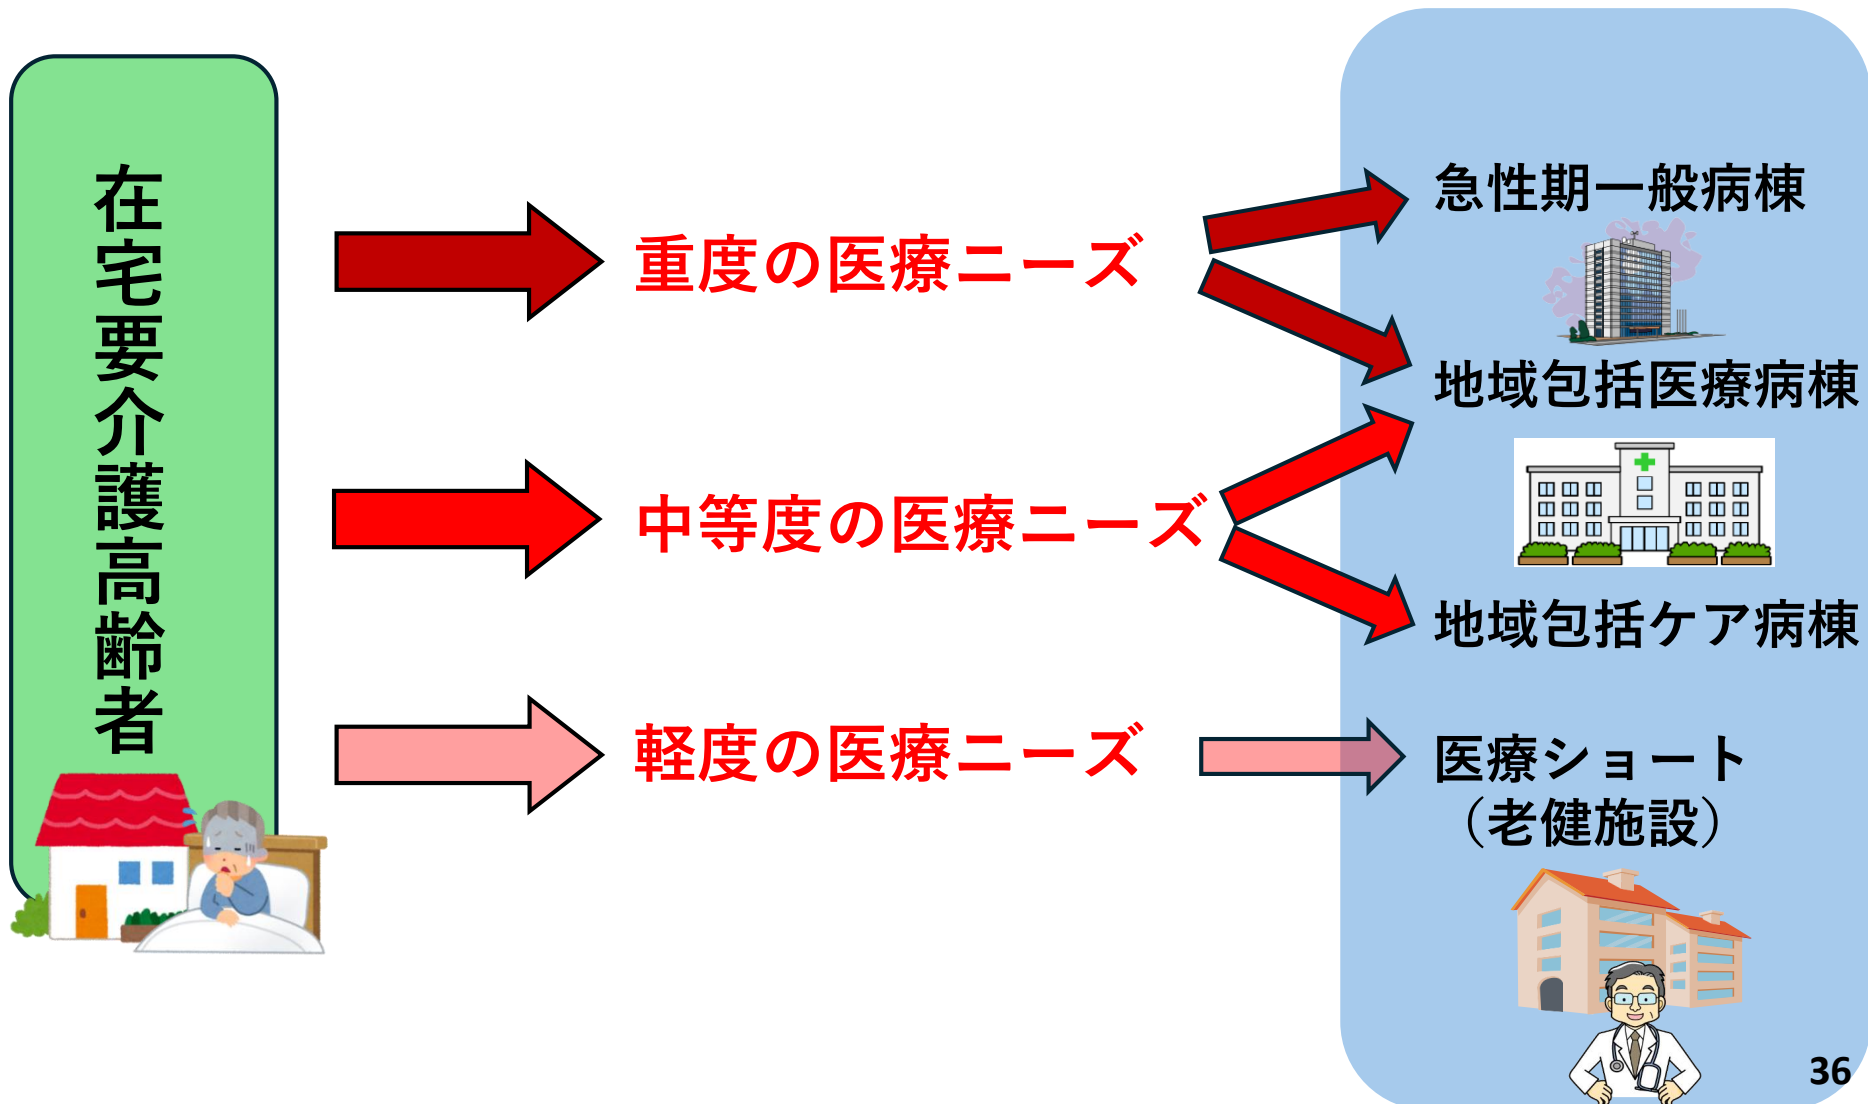 在宅要介護高齢者
重度の医療ニーズ
中等度の医療ニーズ
軽度の医療ニーズ
急性期一般病棟
地域包括医療病棟
地域包括ケア病棟
医療ショート
（老健施設）
36